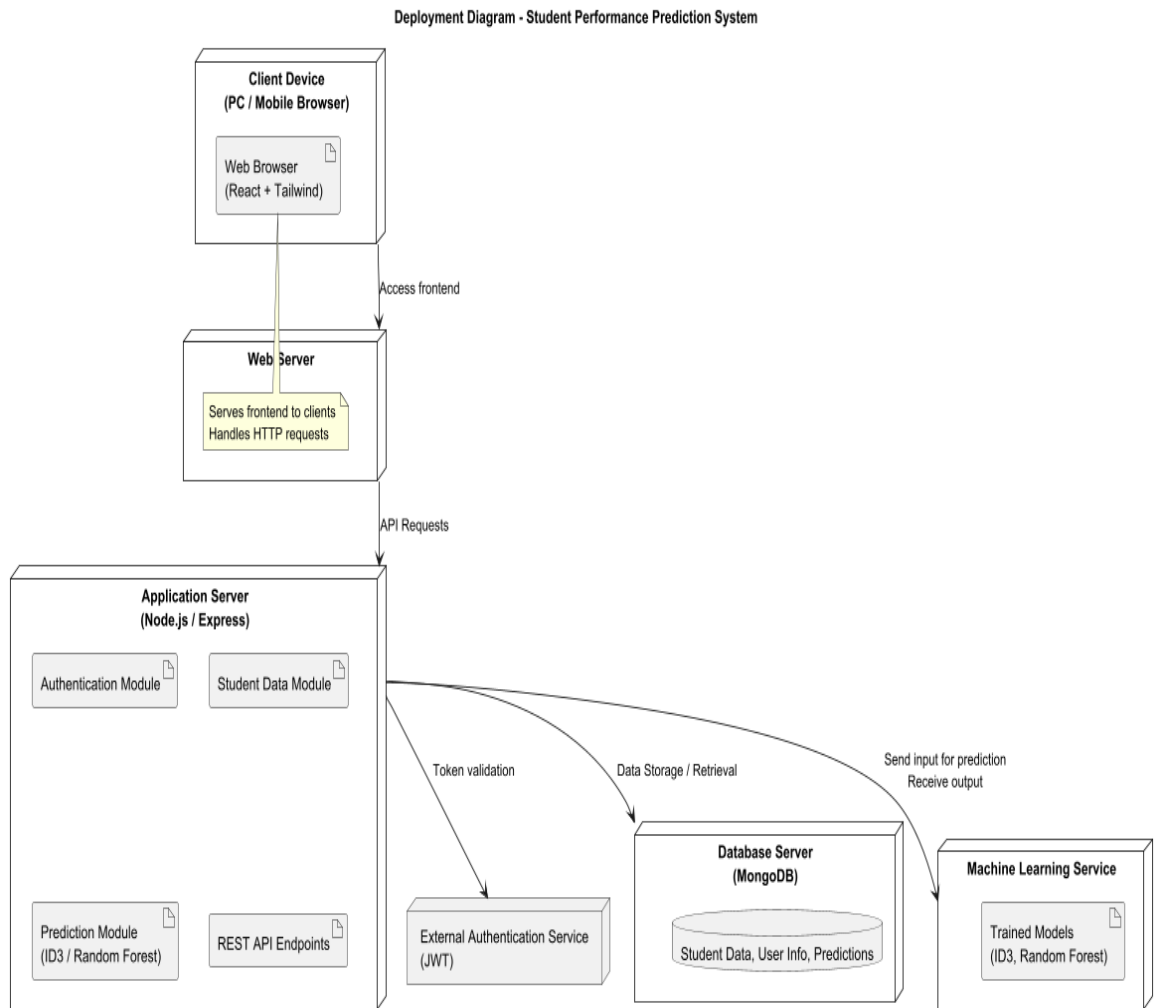 Deployment Diagram - Student Performance Prediction System
Client Device
(PC / Mobile Browser)
Web Browser
(React + Tailwind)
Access frontend
Web Server
Serves frontend to clients
Handles HTTP requests
API Requests
Application Server
(Node.js / Express)
Authentication Module
Student Data Module
Prediction Module
(ID3 / Random Forest)
REST API Endpoints
Token validation
Data Storage / Retrieval
Send input for prediction
Receive output
External Authentication Service
(JWT)
Database Server
(MongoDB)
Student Data, User Info, Predictions
Machine Learning Service
Trained Models
(ID3, Random Forest)